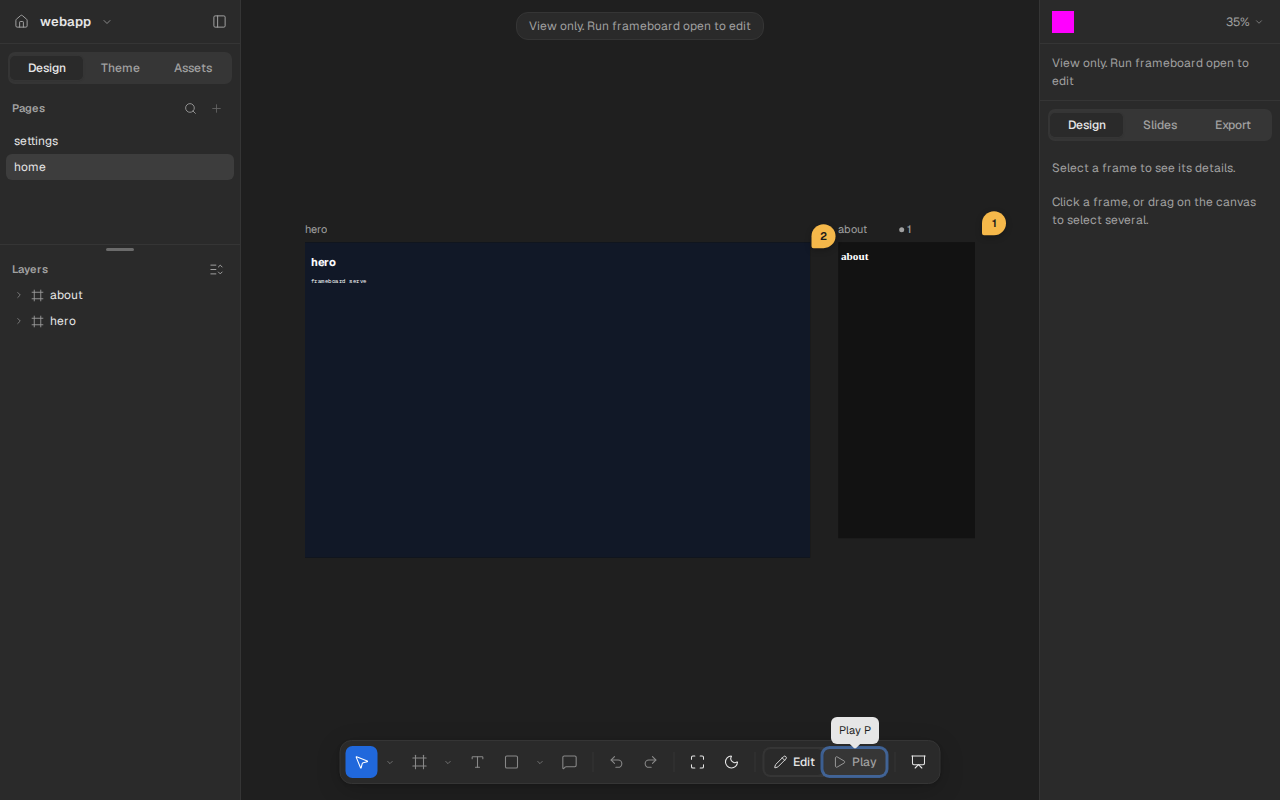 webapp
View only. Run frameboard open to edit
35%
View only. Run frameboard open to
edit
Design
Theme
Assets
Pages
settings
home
Layers
about
hero
hero
2
about
1
1
hero
frameboard serve
about
Design
Slides
Export
Select a frame to see its details.
Click a frame, or drag on the canvas
to select several.
Play P
Edit
Play